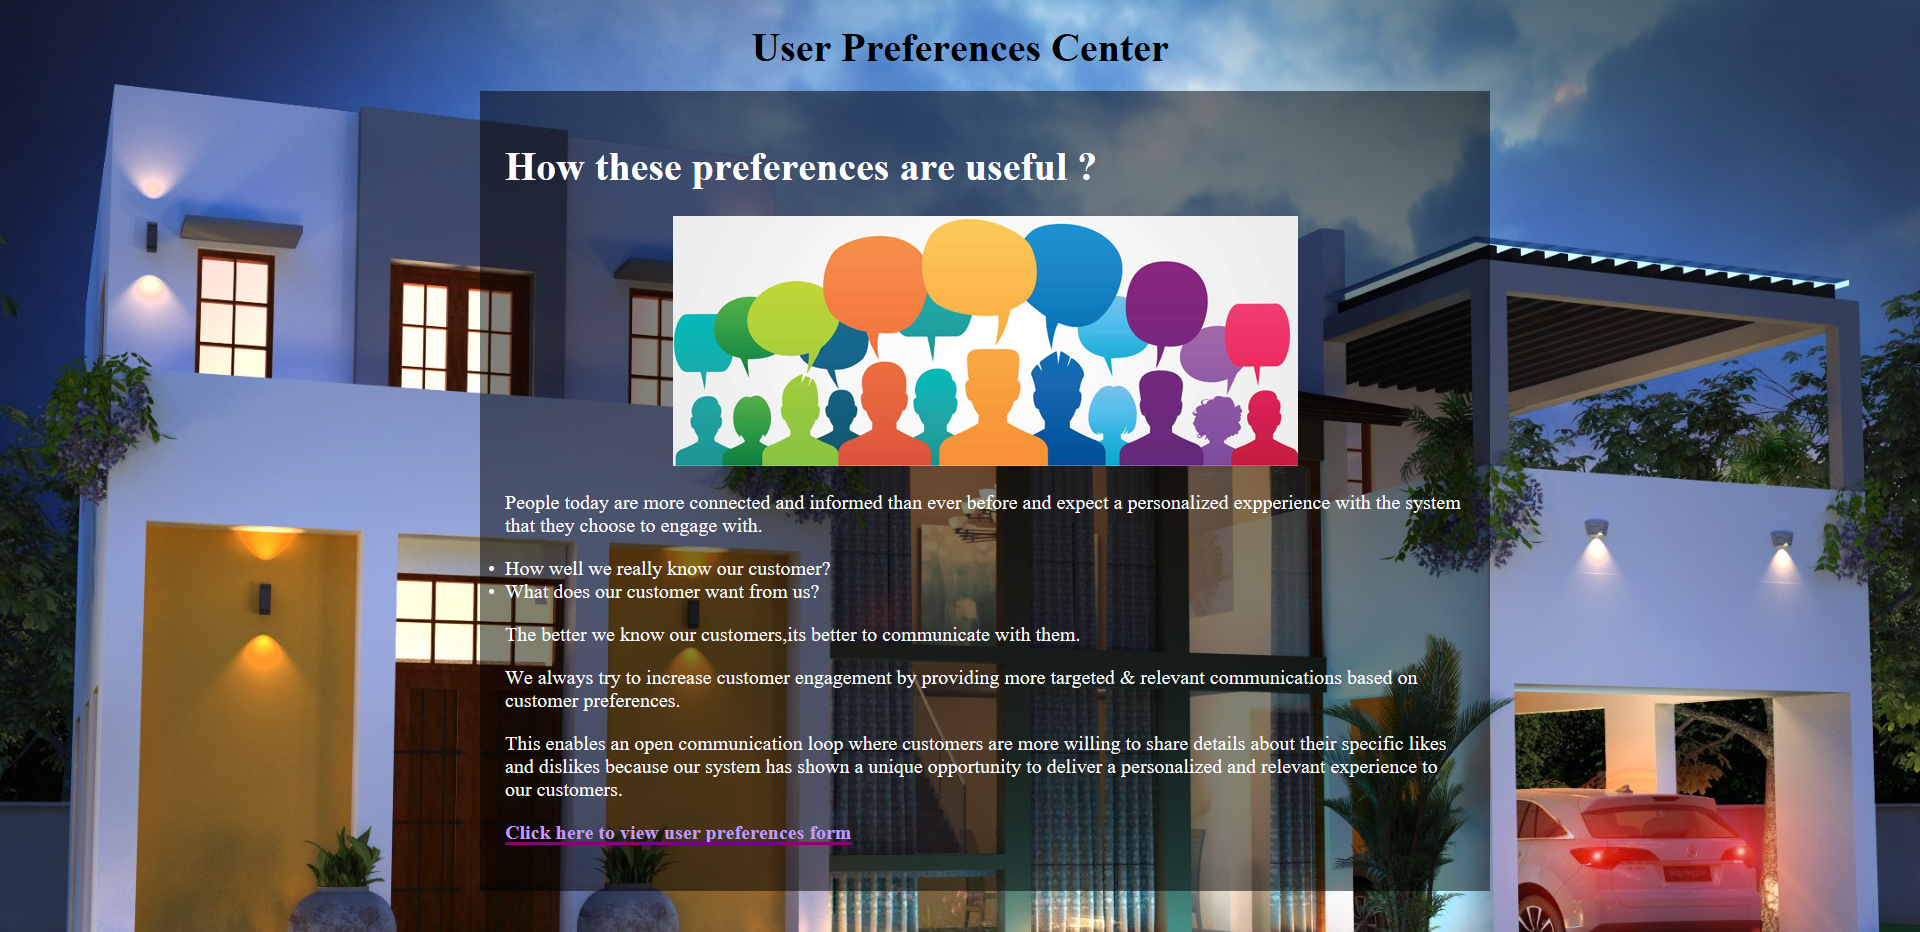 User Preferences Center
How these preferences are useful ?
People today are more connected and informed than ever before and expect a personalized expperience with the system
that they choose to engage with.
• How well we really know our customer?
• What does our customer want from us?
The better we know our customers,its better to communicate with them.
We always try to increase customer engagement by providing more targeted & relevant communications based on
customer preferences.
This enables an open communication loop where customers are more willing to share details about their specific likes
and dislikes because our system has shown a unique opportunity to deliver a personalized and relevant experience to
our customers.
Click here to view user preferences form